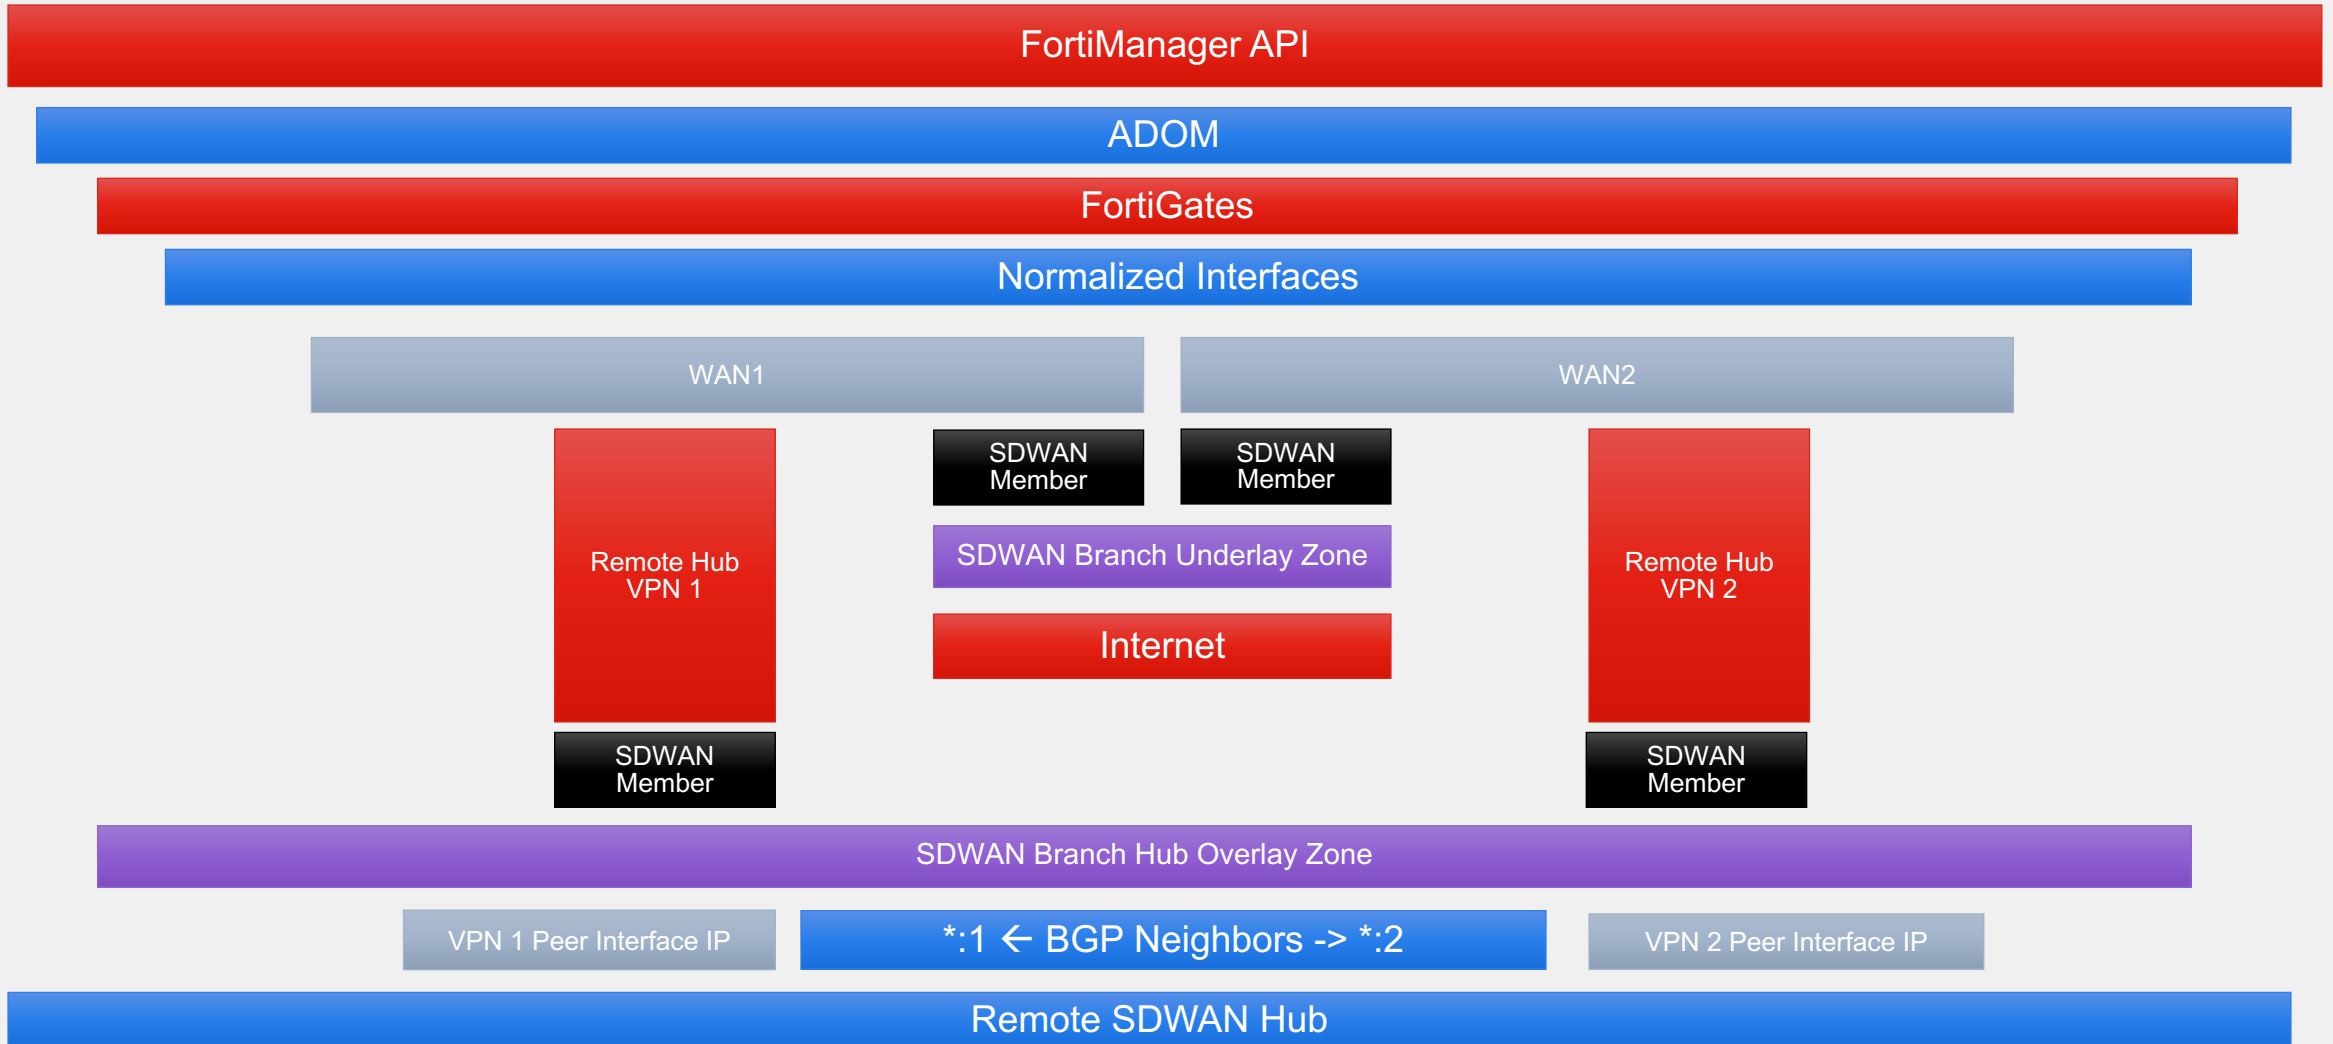 FortiManager API
ADOM
FortiGates
Normalized Interfaces
WAN1
WAN2
SDWAN
Member
SDWAN
Member
Remote Hub
VPN 1
SDWAN Branch Underlay Zone
Internet
Remote Hub
VPN 2
SDWAN
Member
SDWAN
Member
SDWAN Branch Hub Overlay Zone
VPN 1 Peer Interface IP
*:1 ← BGP Neighbors -> *:2
VPN 2 Peer Interface IP
Remote SDWAN Hub